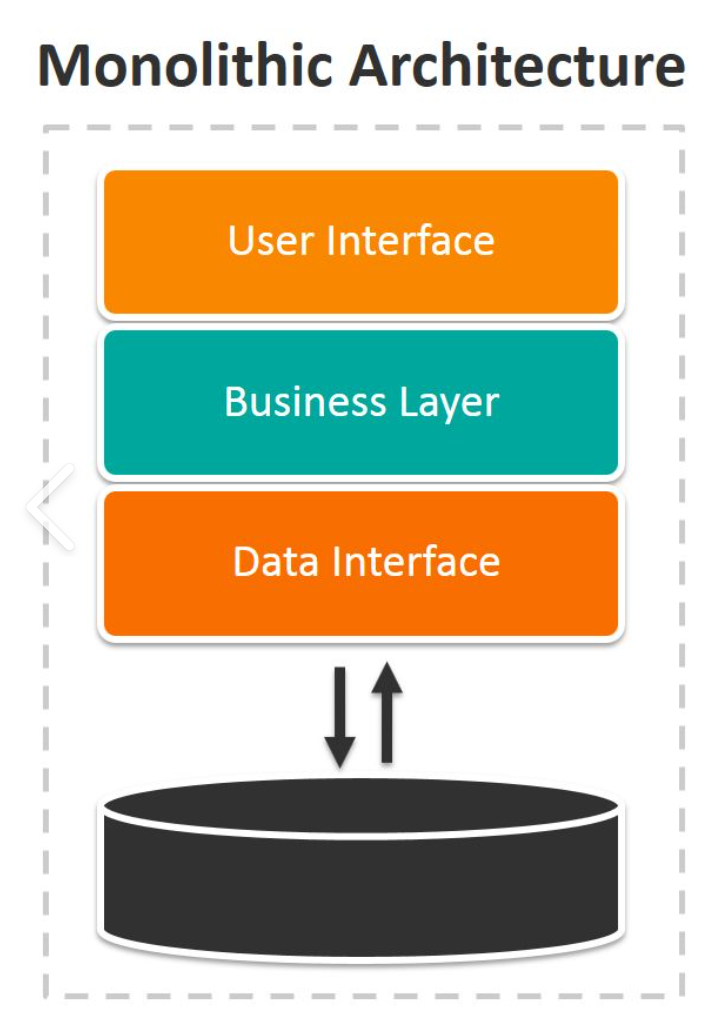 Monolithic Architecture
User Interface
Business Layer
Data Interface